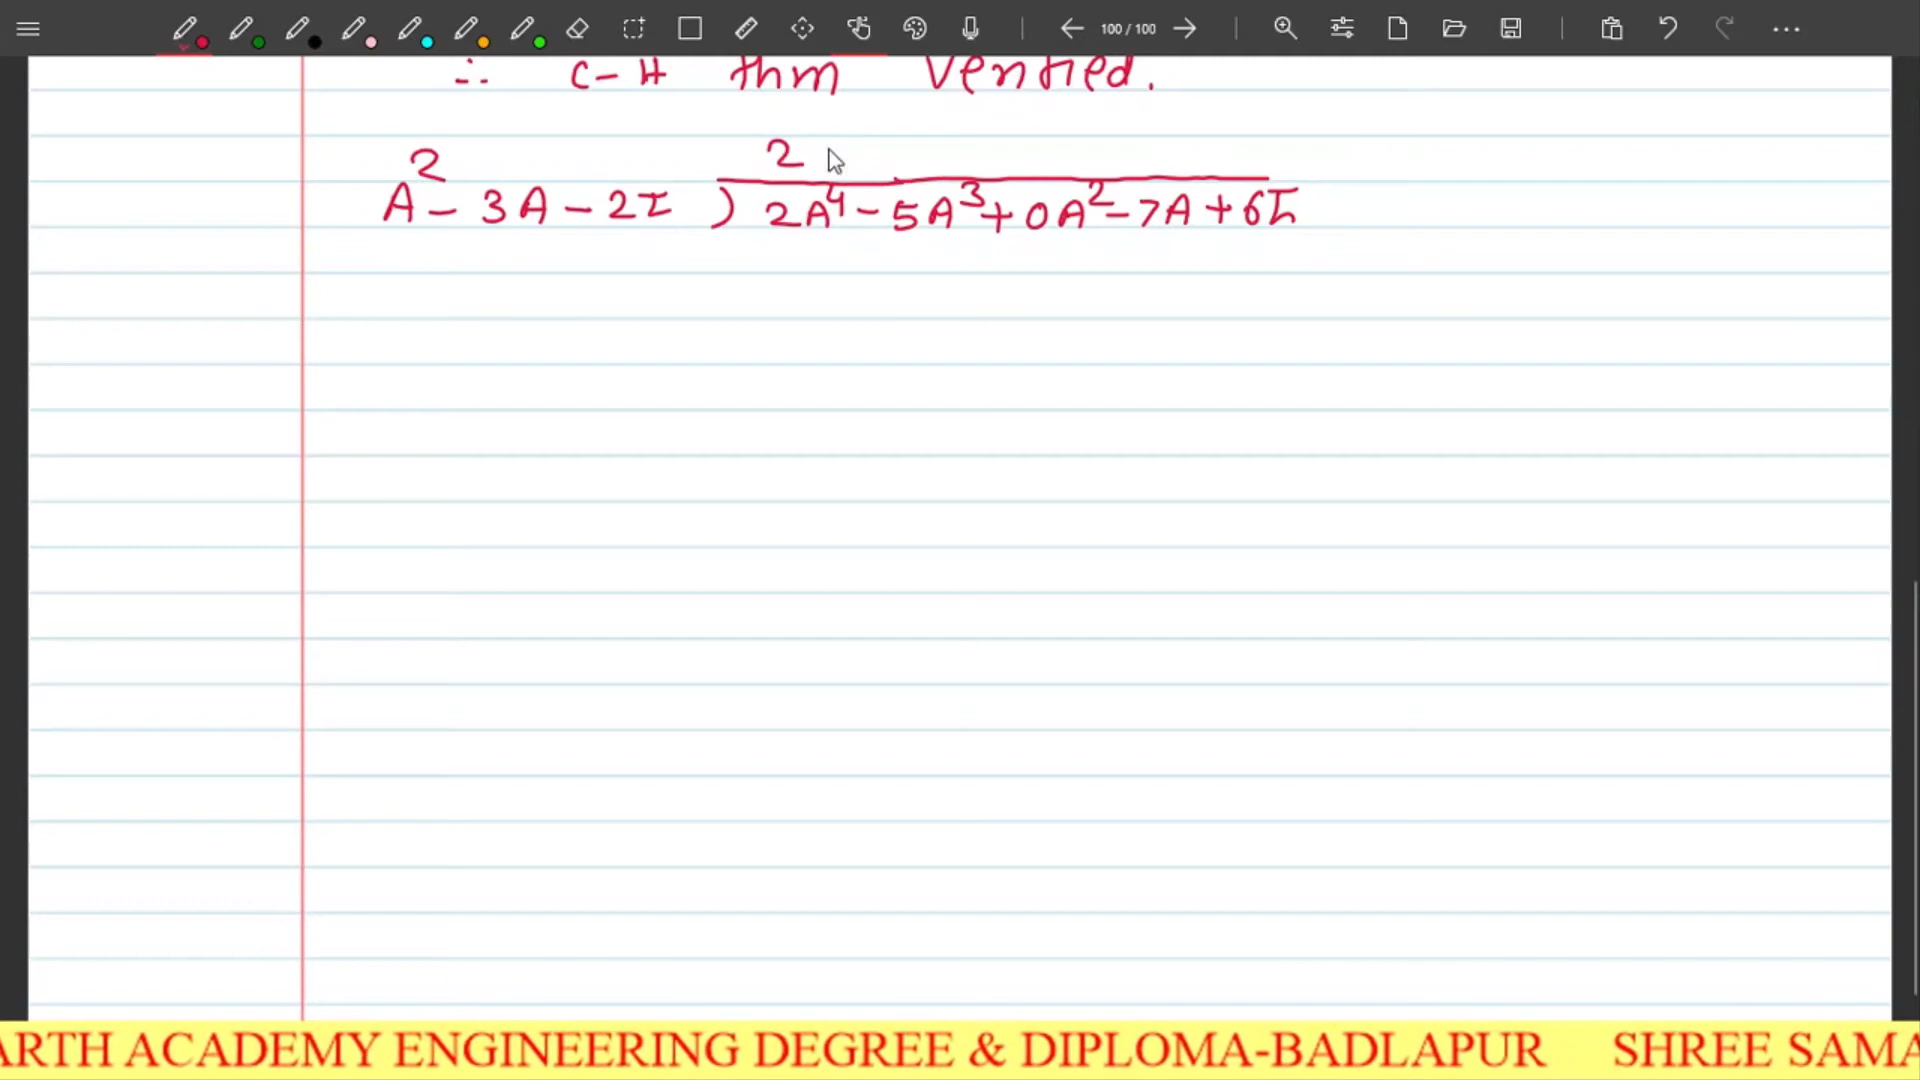 100 / 100
∴ C-H thm verified.
2
A² - 3A - 2I ) 2A⁴ - 5A³ + 0A² - 7A + 6I
ARTH ACADEMY ENGINEERING DEGREE & DIPLOMA-BADLAPUR SHREE SAMA